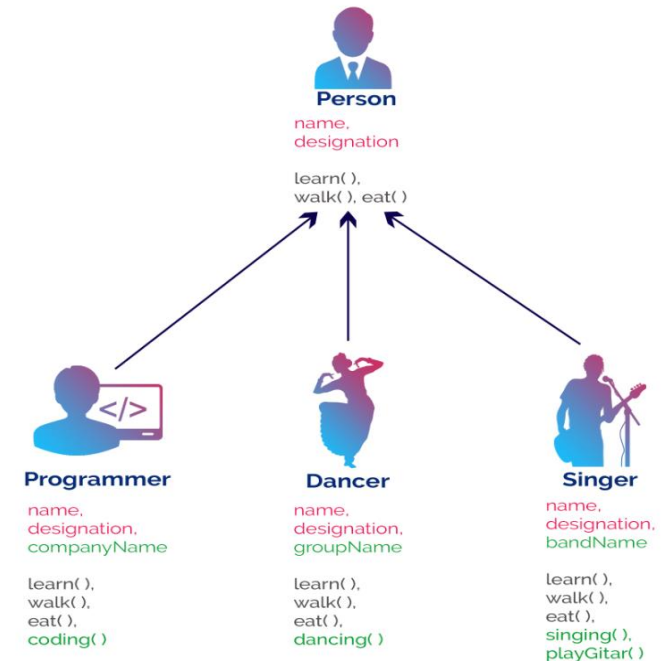 Person
name,
designation
learn( ),
walk( ), eat( )
</>
Programmer
name,
designation,
companyName
learn( ),
walk( ),
eat( ),
coding( )
Dancer
name,
designation,
groupName
learn( ),
walk( ),
eat( ),
dancing( )
Singer
name,
designation,
bandName
learn( ),
walk( ),
eat( ),
singing( ),
playGitar( )